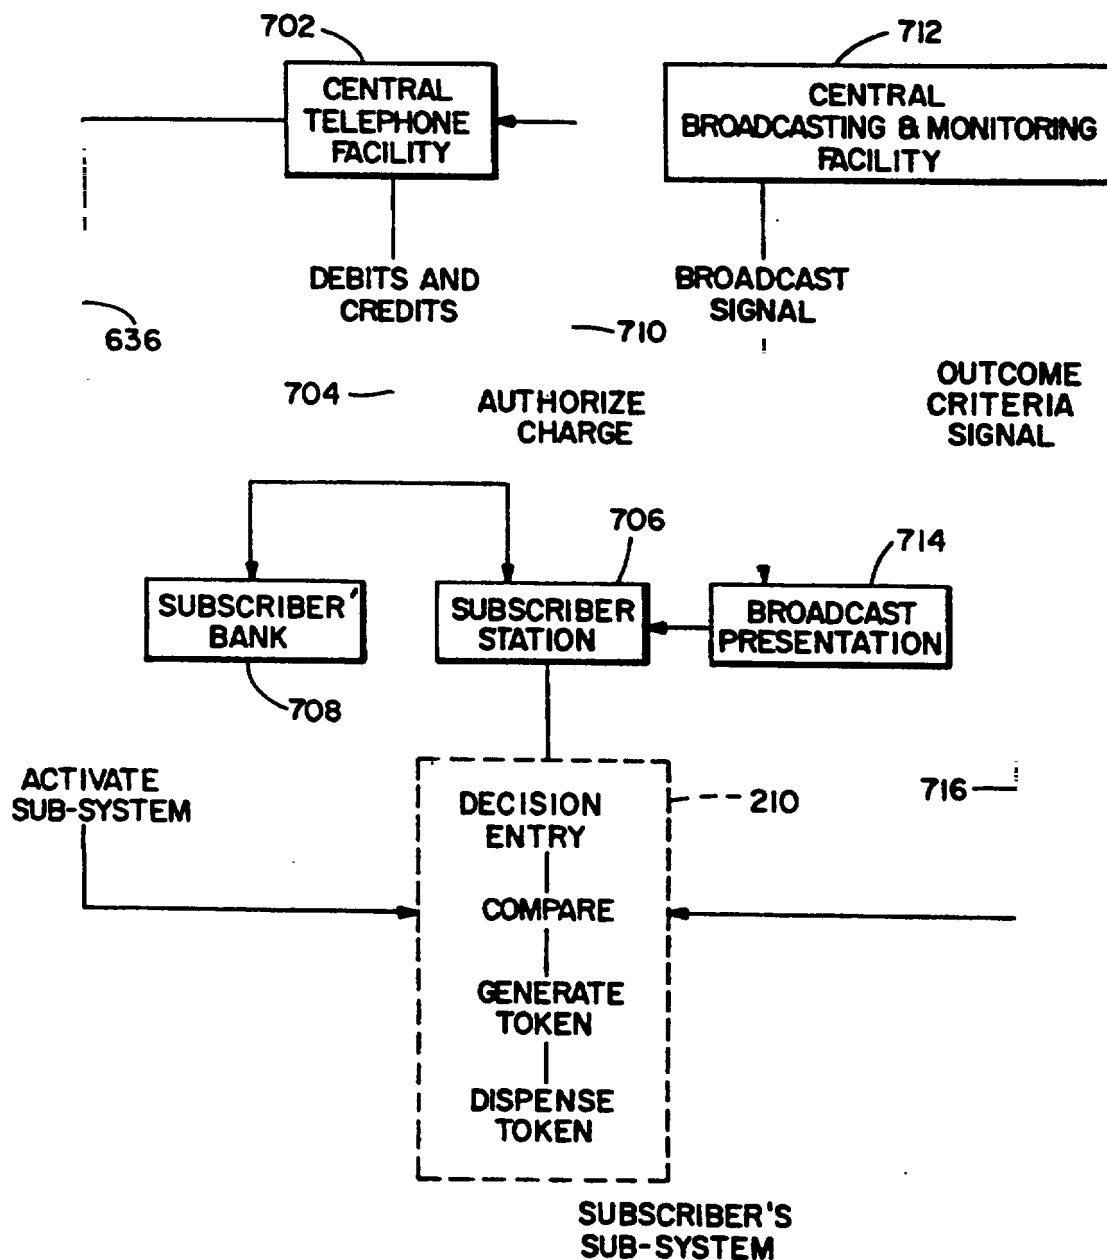 702
712
CENTRAL
TELEPHONE
FACILITY
CENTRAL
BROADCASTING & MONITORING
FACILITY
DEBITS AND
CREDITS
BROADCAST
SIGNAL
636
710
704
AUTHORIZE
CHARGE
OUTCOME
CRITERIA
SIGNAL
706
714
SUBSCRIBER'
BANK
SUBSCRIBER
STATION
BROADCAST
PRESENTATION
708
ACTIVATE
SUB-SYSTEM
DECISION
ENTRY
210
716
COMPARE
GENERATE
TOKEN
DISPENSE
TOKEN
SUBSCRIBER'S
SUB-SYSTEM